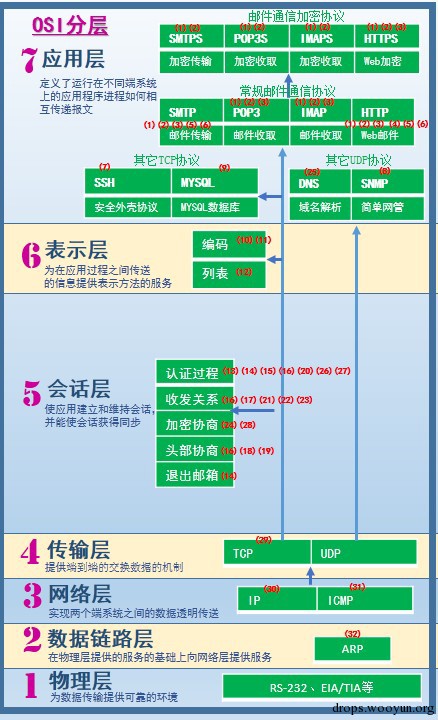 OSI分层
邮件通信加密协议
(1)(2) (1)(2) (1)(2) (1)(2)(3)
SMTPS POP3S IMAPS HTTPS
加密传输 加密收取 加密收取 Web加密
7 应用层
定义了运行在不同端系统
上的应用程序进程如何相
互传递报文
常规邮件通信协议
(1)(2)(3) (1)(2)(3)
SMTP POP3 IMAP HTTP
(1)(2)(3)(5)(6) (1)(2)(3)(4)(5)(6)
邮件传输 邮件收取 邮件收取 Web邮件
其它TCP协议 其它UDP协议
(7) (9) (25) (8)
SSH MYSQL DNS SNMP
安全外壳协议 MYSQL数据库 域名解析 简单网管
6 表示层
为在应用过程之间传送
的信息提供表示方法的服务
编码 (10)(11)
列表 (12)
5 会话层
使应用建立和维持会话,
并能使会话获得同步
认证过程 (13)(14)(15)(16)(20)(26)(27)
收发关系 (16)(17)(21)(22)(23)
加密协商 (24)(28)
头部协商 (16)(18)(19)
退出邮箱 (14)
4 传输层
提供端到端的交换数据的机制
(29)
TCP UDP
3 网络层
实现两个端系统之间的数据透明传送
(30) (31)
IP ICMP
2 数据链路层
在物理层提供的服务的基础上向网络层提供服务
(32)
ARP
1 物理层
为数据传输提供可靠的环境
RS-232、EIA/TIA等
drops.wooyun.org